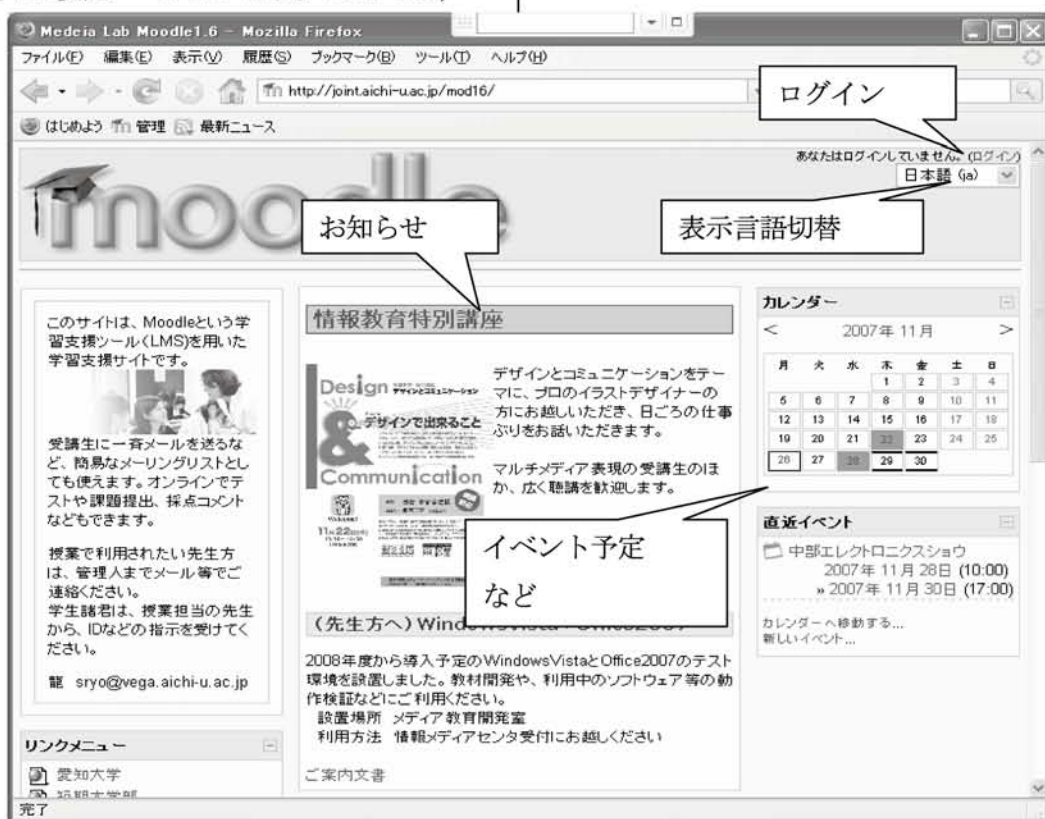 Medeia Lab Moodle1.6 - Mozilla Firefox
ファイル(F) 編集(E) 表示(V) 履歴(S) ブックマーク(B) ツール(T) ヘルプ(H)
http://joint.aichi-u.ac.jp/mod16/
はじめよう 管理 最新ニュース
ログイン
あなたはログインしていません。(ログイン)
日本語 (ja)
moodle
お知らせ
表示言語切替
このサイトは、Moodleという学
習支援ツール(LMS)を用いた
学習支援サイトです。
受講生に一斉メールを送るな
ど、簡易なメーリングリストとし
ても使えます。オンラインでテ
ストや課題提出、採点コメント
などもできます。
授業で利用されたい先生方
は、管理人までメール等でご
連絡ください。
学生諸君は、授業担当の先生
から、IDなどの指示を受けてく
ださい。
龍 sryo@vega.aichi-u.ac.jp
リンクメニュー
愛知大学
短期大学部
情報教育特別講座
Design
デザインとコミュニケーション
&
デザインで出来ること
Communication
11月22日
デザインとコミュニケーションをテー
マに、プロのイラストデザイナーの
方にお越しいただき、日ごろの仕事
ぶりをお話いただきます。
マルチメディア表現の受講生のほ
か、広く聴講を歓迎します。
イベント予定
など
(先生方へ) WindowsVista・Office2007
2008年度から導入予定のWindowsVistaとOffice2007のテスト
環境を設置しました。教材開発や、利用中のソフトウェア等の動
作検証などにご利用ください。
設置場所 メディア教育開発室
利用方法 情報メディアセンタ受付にお越しください
ご案内文書
カレンダー
< 2007年 11月 >
月 火 水 木 金 土 日
1 2 3 4
5 6 7 8 9 10 11
12 13 14 15 16 17 18
19 20 21 22 23 24 25
26 27 28 29 30
直近イベント
中部エレクトロニクスショウ
2007年 11月 28日 (10:00)
» 2007年 11月 30日 (17:00)
カレンダーへ移動する...
新しいイベント...
完了